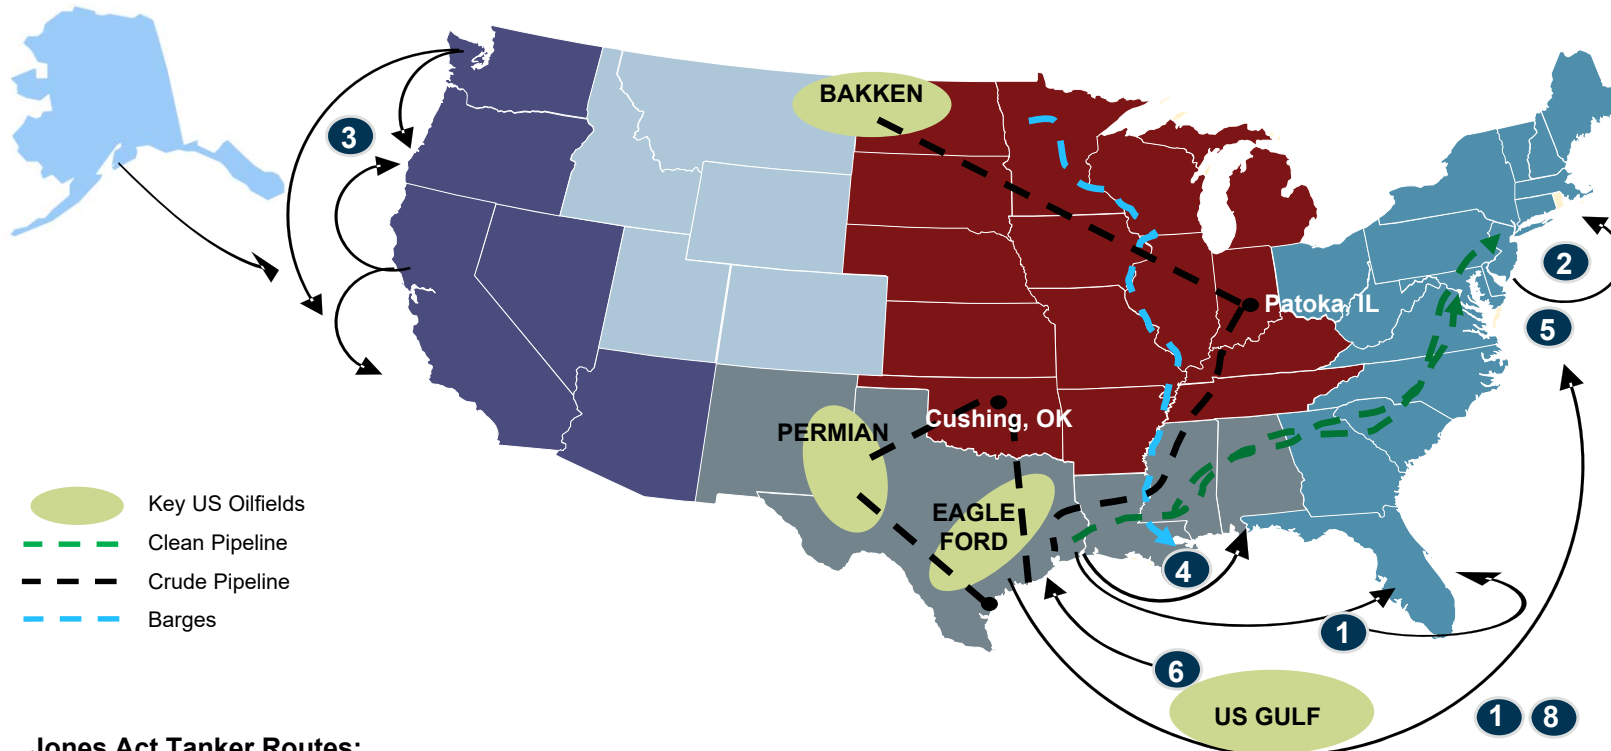 BAKKEN
3
2
Patoka, IL
5
Cushing, OK
PERMIAN
EAGLE
FORD
Key US Oilfields
Clean Pipeline
Crude Pipeline
Barges
4
1
6
US GULF
1 8
Jones Act Tanker Routes: